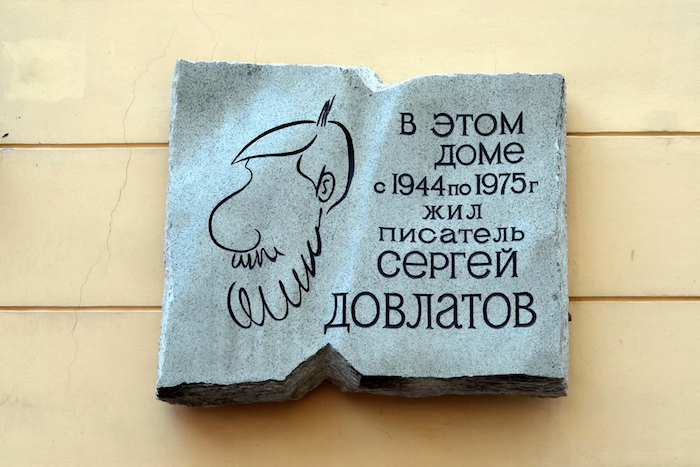 В ЭТОМ
ДОМЕ
с 1944 по 1975 г
ЖИЛ
ПИСАТЕЛЬ
СЕРГЕЙ
ДОВЛАТОВ